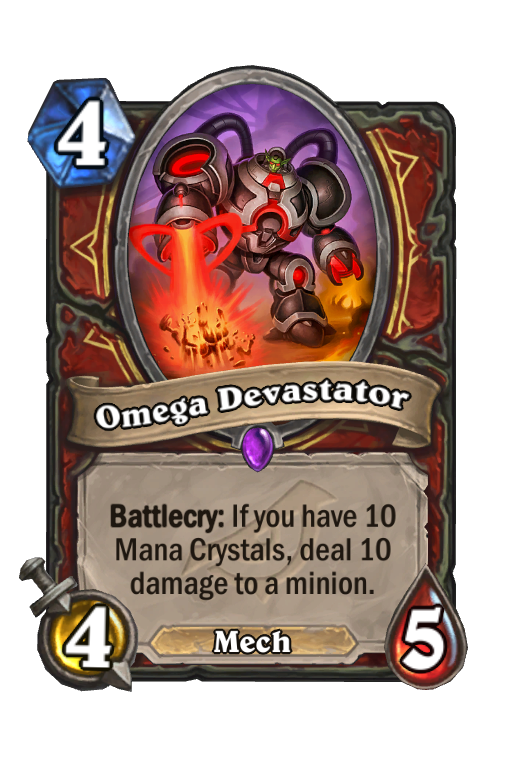 4
Omega Devastator
Battlecry: If you have 10
Mana Crystals, deal 10
damage to a minion.
4
Mech
5